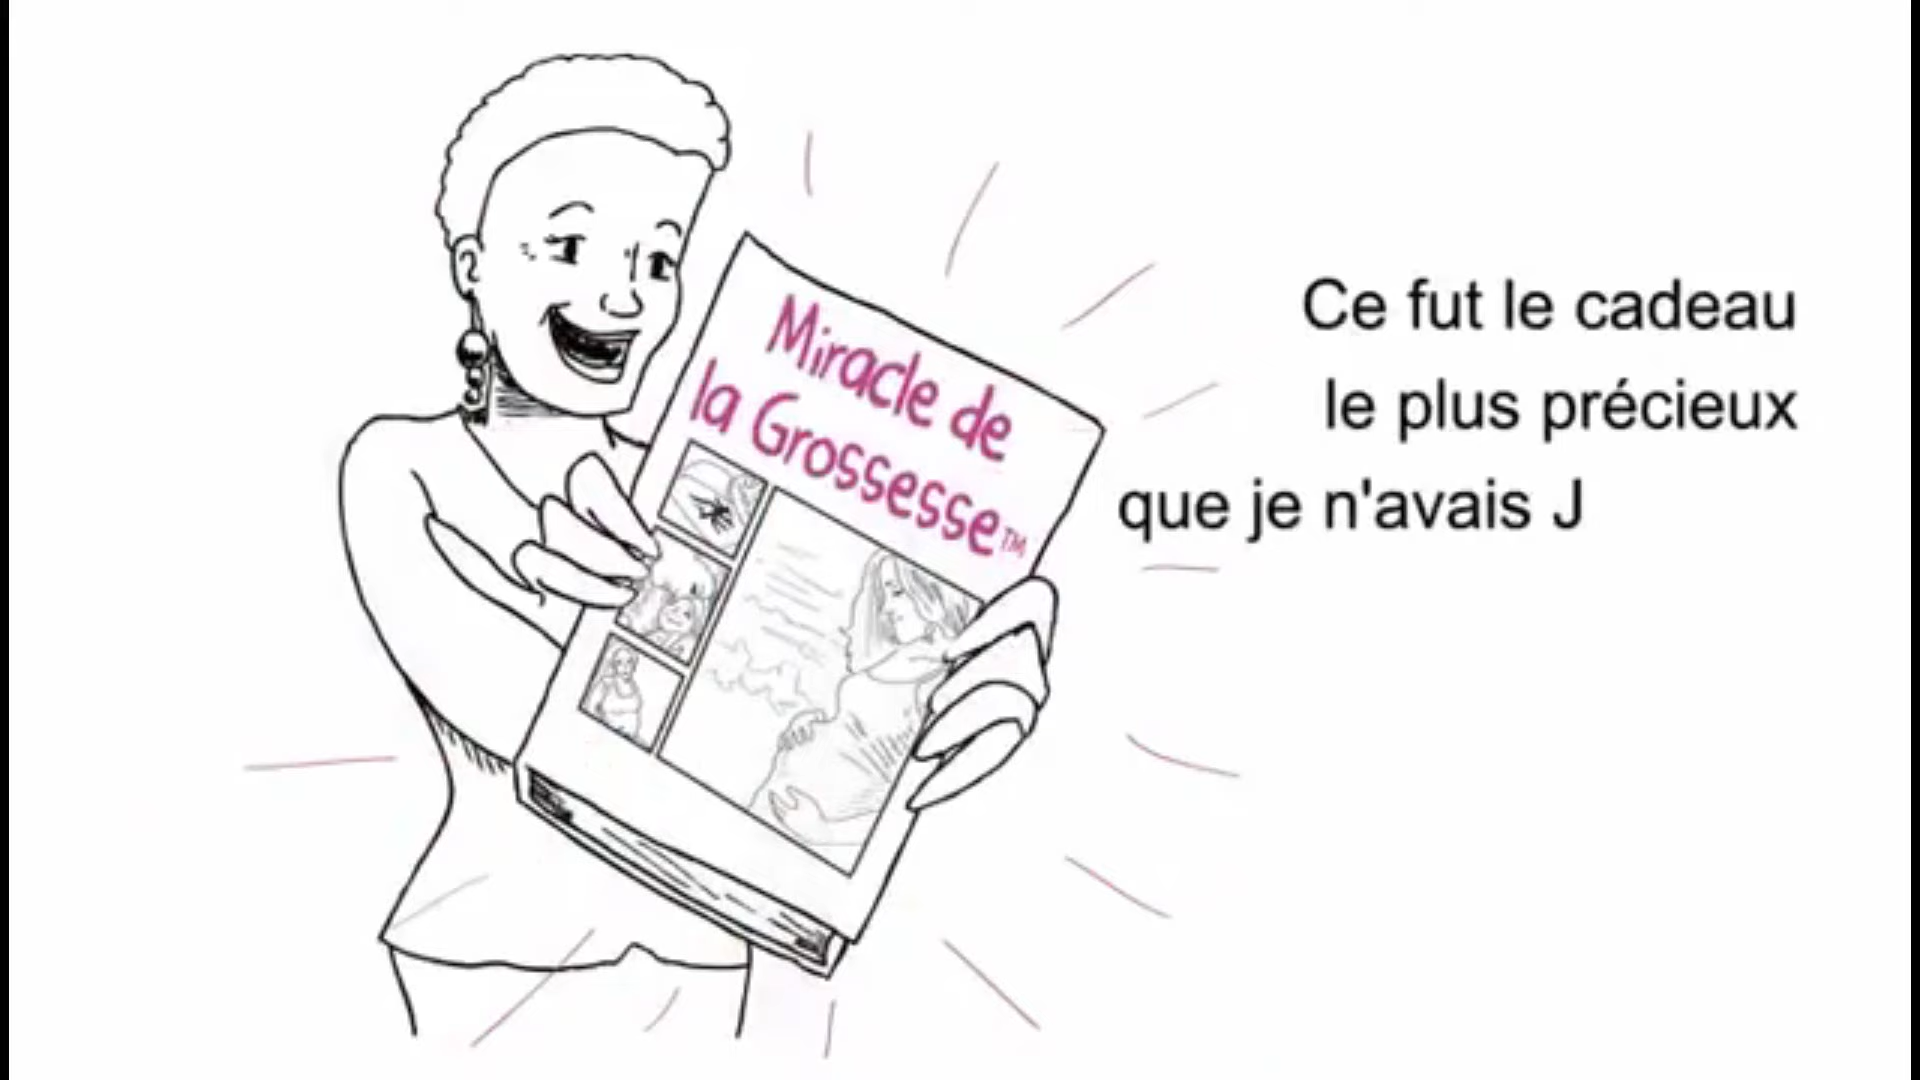 Miracle de
la Grossesse™
Ce fut le cadeau
le plus précieux
que je n'avais J